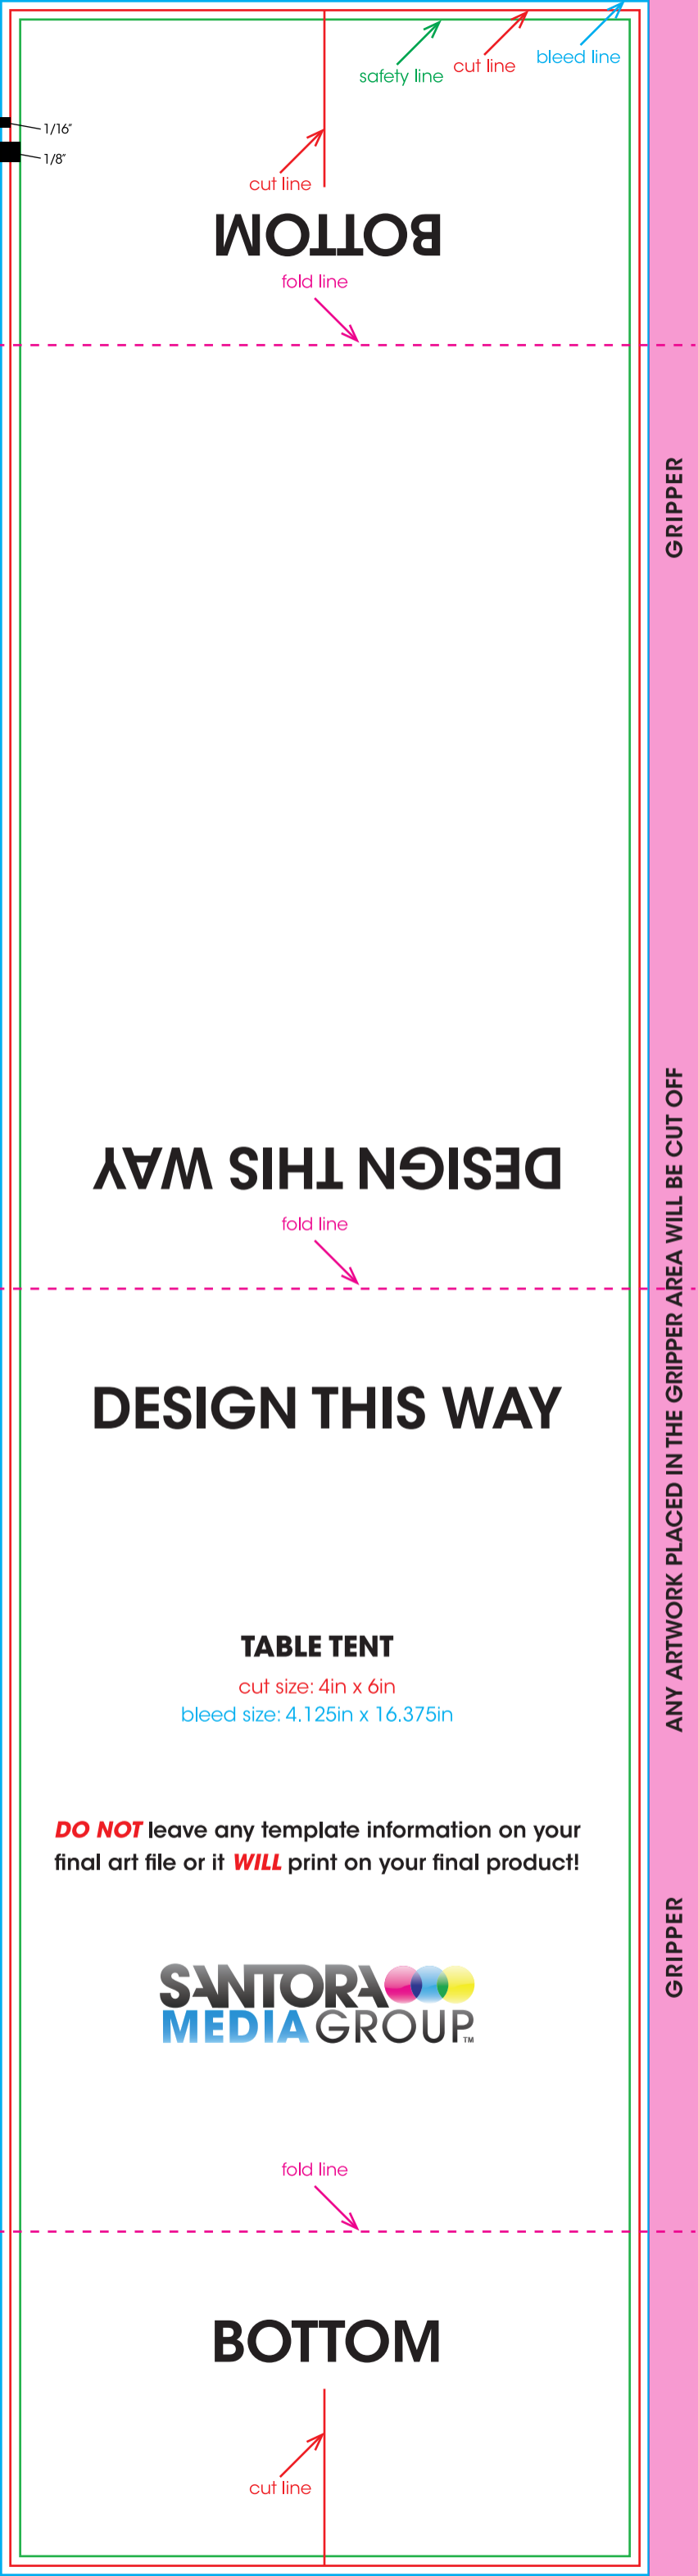 bleed line
cut line
safety line
1/16"
1/8"
cut line
BOTTOM
fold line
GRIPPER
DESIGN THIS WAY
fold line
DESIGN THIS WAY
ANY ARTWORK PLACED IN THE GRIPPER AREA WILL BE CUT OFF
TABLE TENT
cut size: 4in x 6in
bleed size: 4.125in x 16.375in
DO NOT leave any template information on your
final art file or it WILL print on your final product!
GRIPPER
SANTORA
MEDIA GROUP™
fold line
BOTTOM
cut line